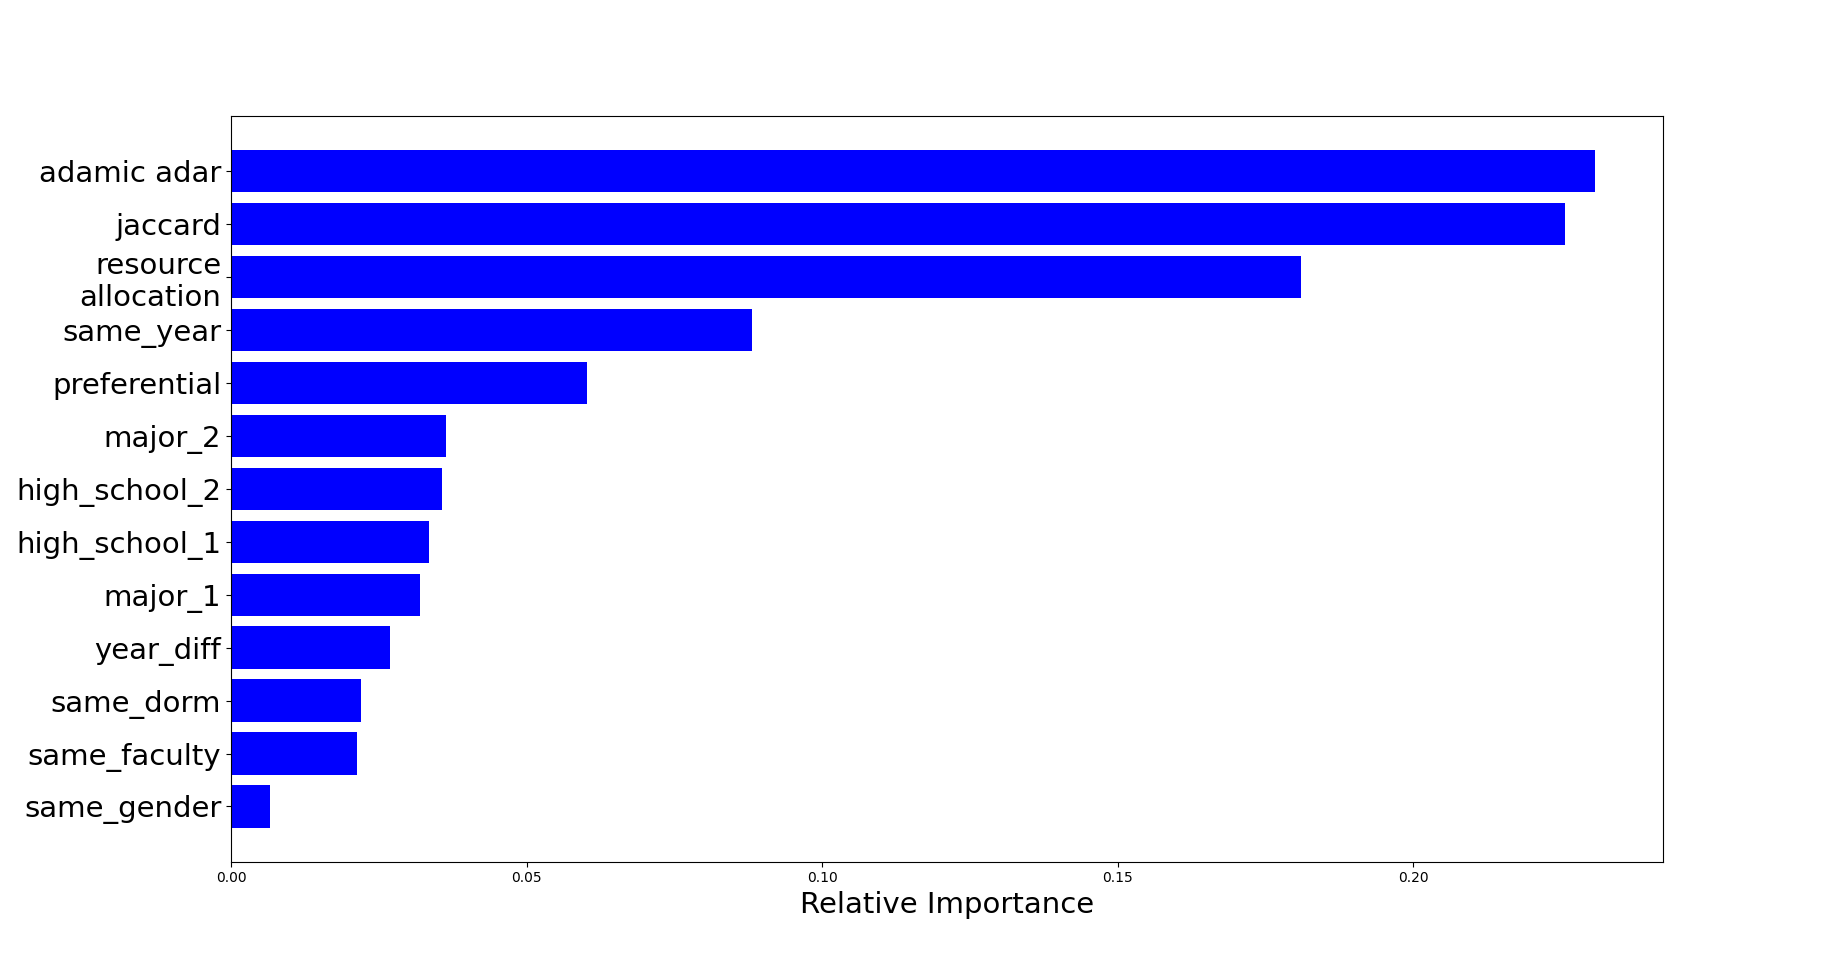 adamic adar
jaccard
resource
allocation
same_year
preferential
major_2
high_school_2
high_school_1
major_1
year_diff
same_dorm
same_faculty
same_gender
0.00 0.05 0.10 0.15 0.20
Relative Importance